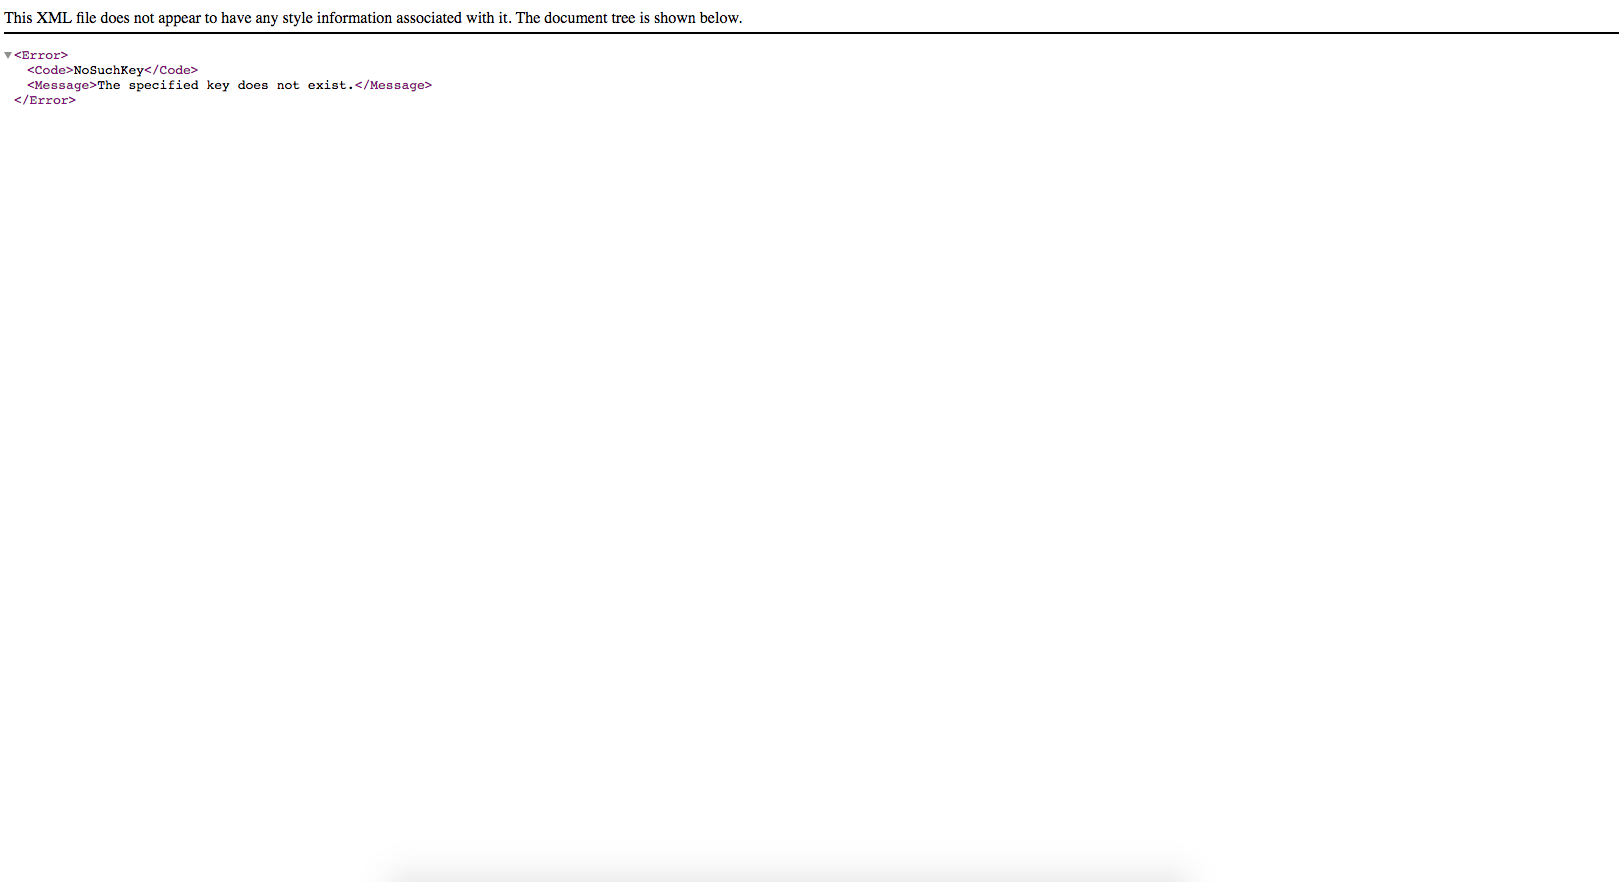 This XML file does not appear to have any style information associated with it. The document tree is shown below.
<Error>
<Code>NoSuchKey</Code>
<Message>The specified key does not exist.</Message>
</Error>